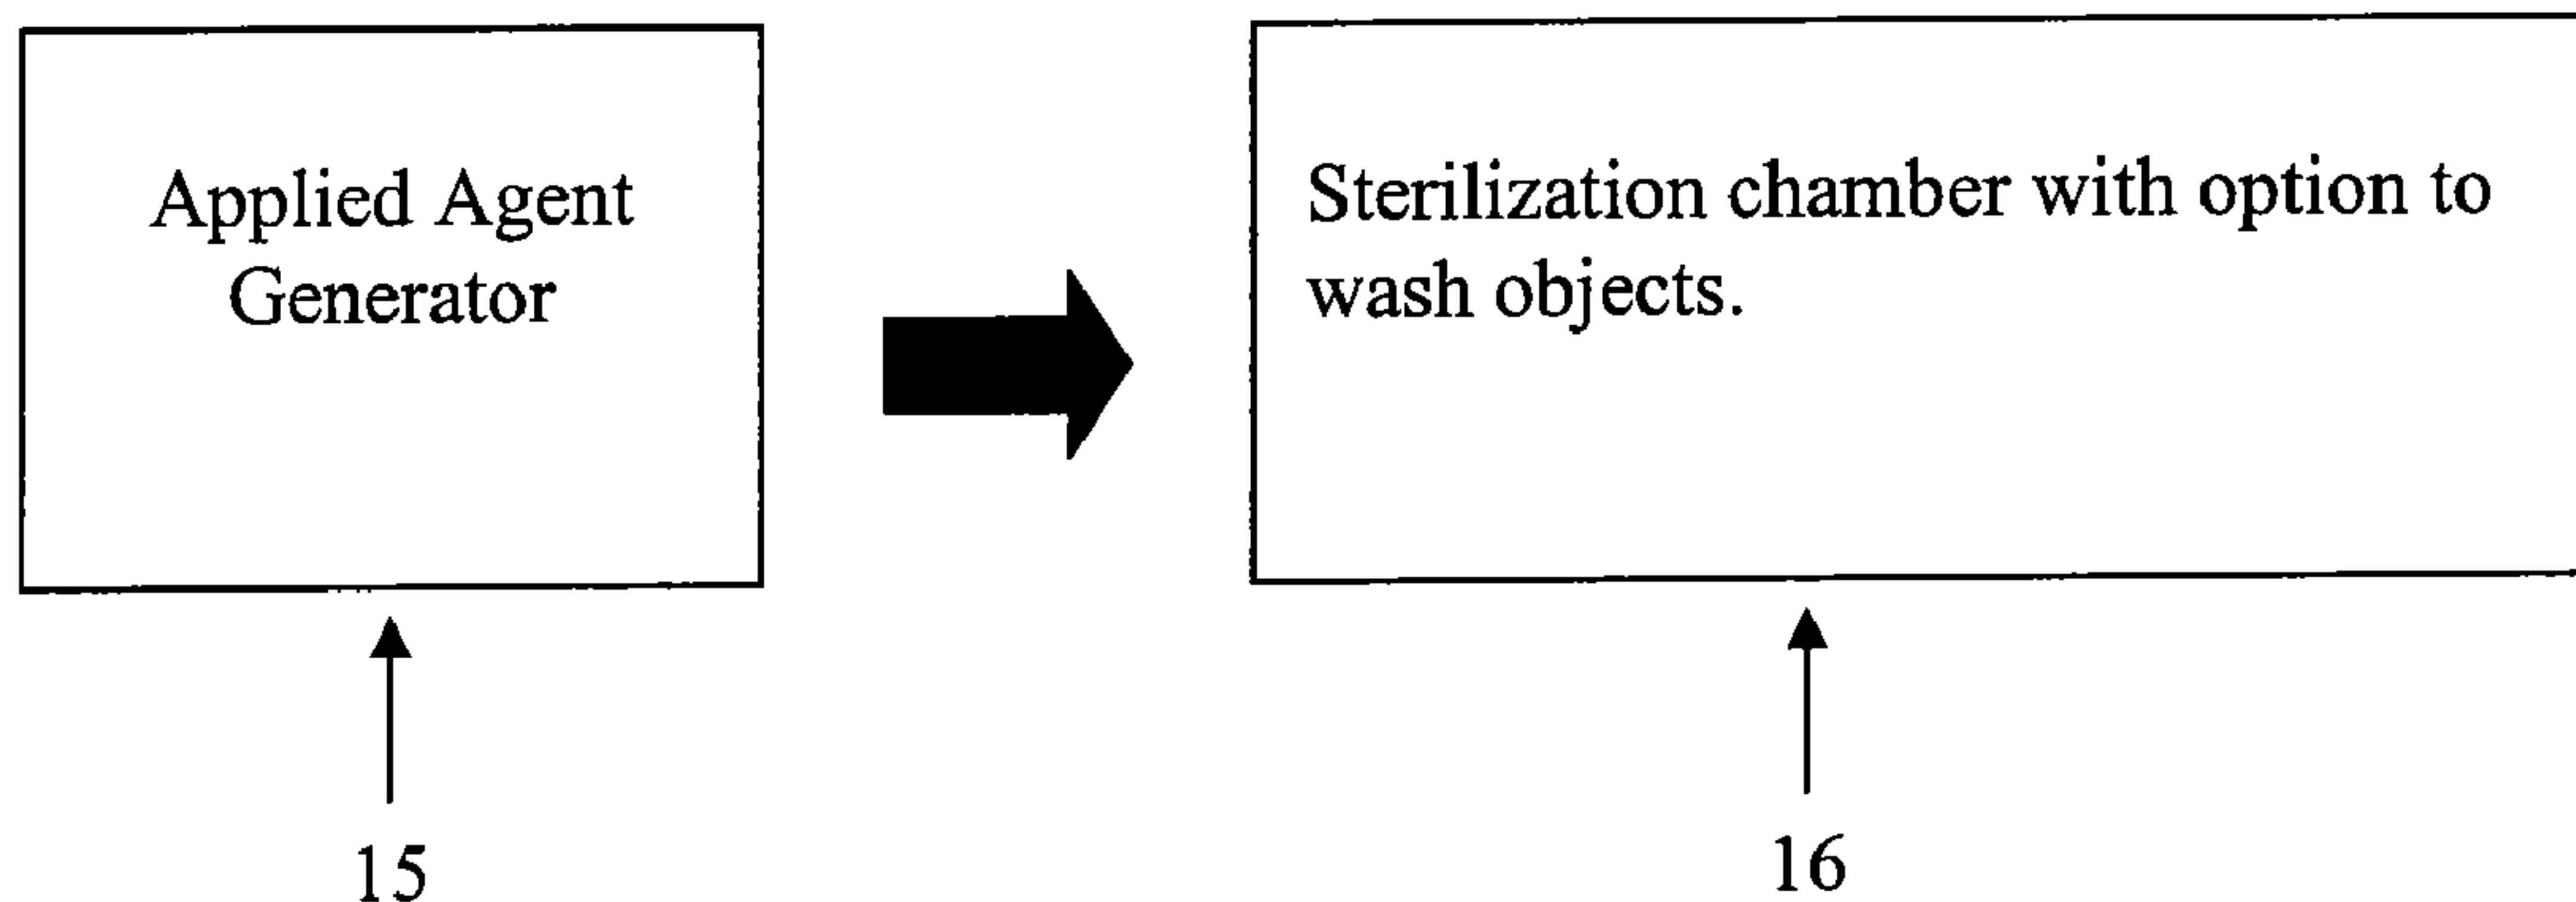 Applied Agent
Generator
Sterilization chamber with option to
wash objects.
15
16